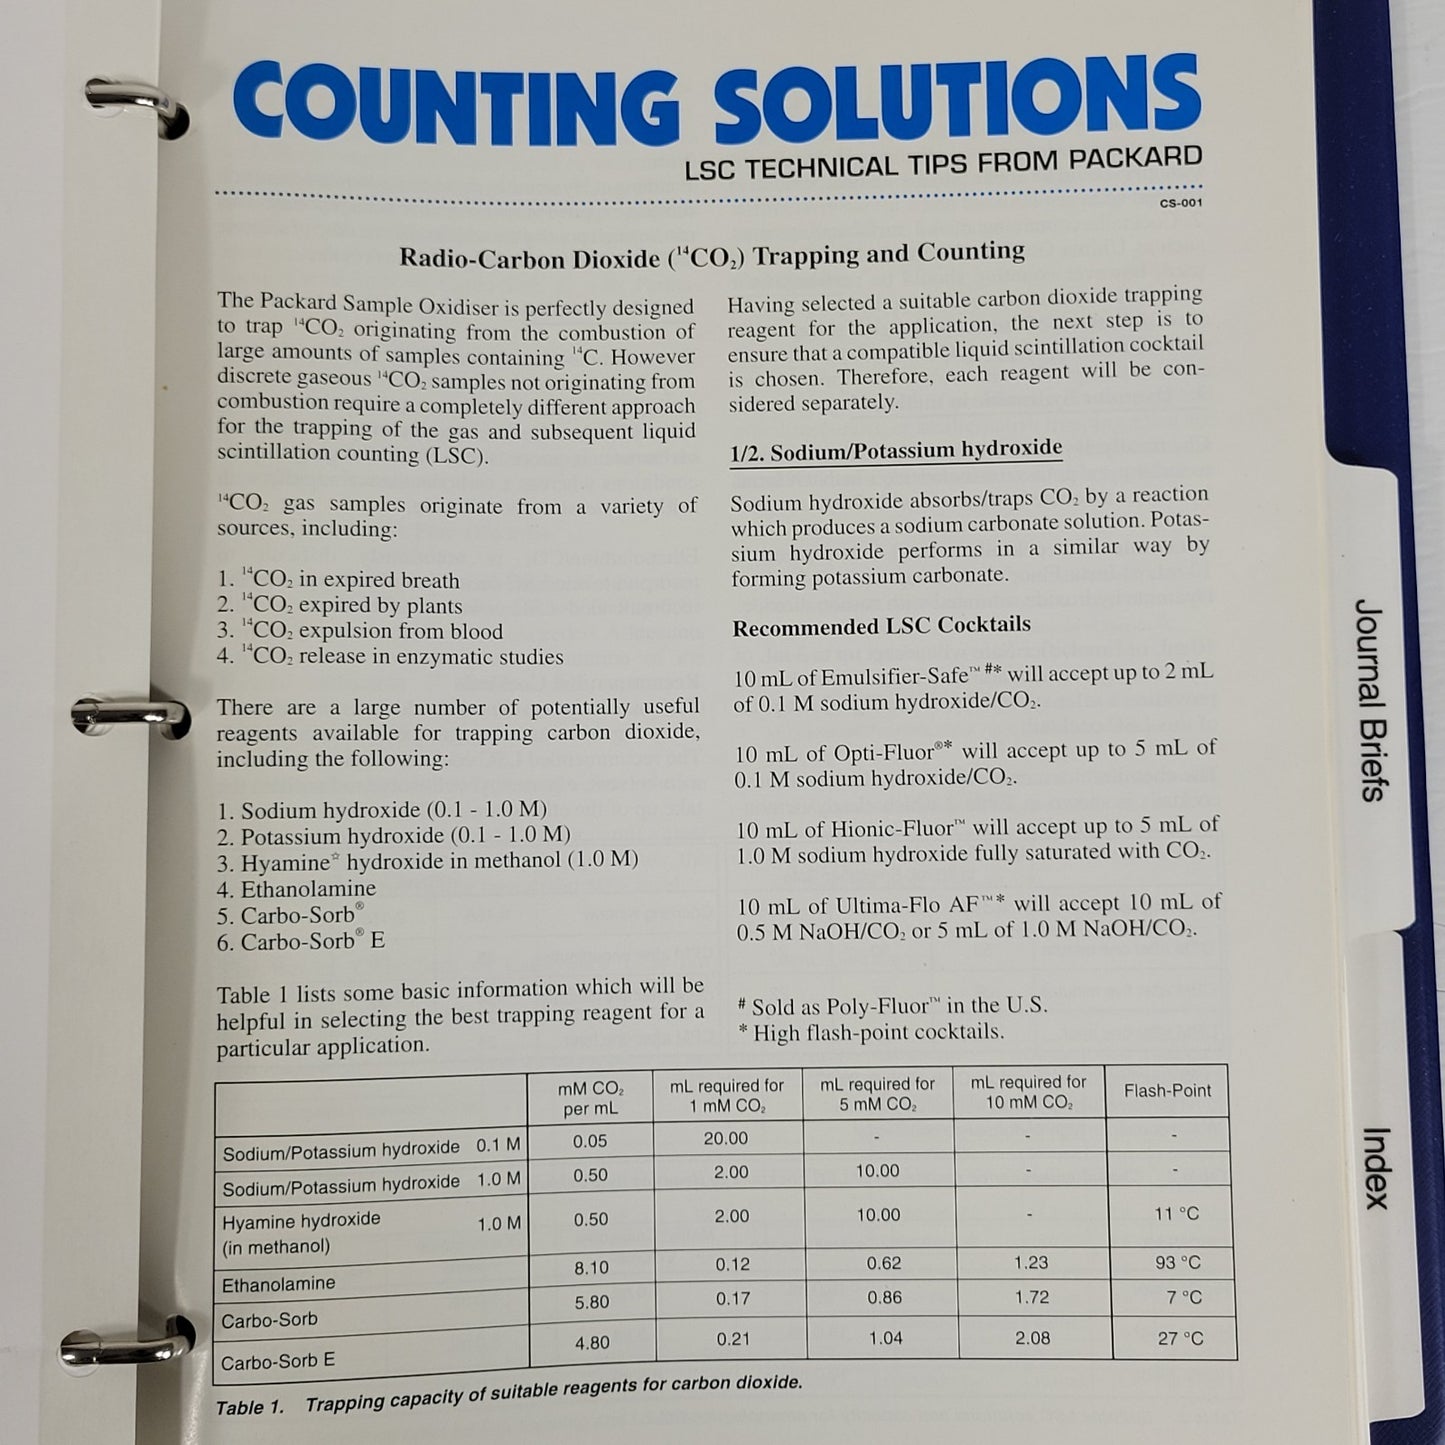 COUNTING SOLUTIONS
LSC TECHNICAL TIPS FROM PACKARD
CS-001
Radio-Carbon Dioxide (¹⁴CO₂) Trapping and Counting
The Packard Sample Oxidiser is perfectly designed
to trap ¹⁴CO₂ originating from the combustion of
large amounts of samples containing ¹⁴C. However
discrete gaseous ¹⁴CO₂ samples not originating from
combustion require a completely different approach
for the trapping of the gas and subsequent liquid
scintillation counting (LSC).
¹⁴CO₂ gas samples originate from a variety of
sources, including:
1. ¹⁴CO₂ in expired breath
2. ¹⁴CO₂ expired by plants
3. ¹⁴CO₂ expulsion from blood
4. ¹⁴CO₂ release in enzymatic studies
There are a large number of potentially useful
reagents available for trapping carbon dioxide,
including the following:
1. Sodium hydroxide (0.1 - 1.0 M)
2. Potassium hydroxide (0.1 - 1.0 M)
3. Hyamine☆ hydroxide in methanol (1.0 M)
4. Ethanolamine
5. Carbo-Sorb®
6. Carbo-Sorb® E
Table 1 lists some basic information which will be
helpful in selecting the best trapping reagent for a
particular application.
Having selected a suitable carbon dioxide trapping
reagent for the application, the next step is to
ensure that a compatible liquid scintillation cocktail
is chosen. Therefore, each reagent will be con-
sidered separately.
1/2. Sodium/Potassium hydroxide
Sodium hydroxide absorbs/traps CO₂ by a reaction
which produces a sodium carbonate solution. Potas-
sium hydroxide performs in a similar way by
forming potassium carbonate.
Recommended LSC Cocktails
10 mL of Emulsifier-Safe™ #* will accept up to 2 mL
of 0.1 M sodium hydroxide/CO₂.
10 mL of Opti-Fluor®* will accept up to 5 mL of
0.1 M sodium hydroxide/CO₂.
10 mL of Hionic-Fluor™ will accept up to 5 mL of
1.0 M sodium hydroxide fully saturated with CO₂.
10 mL of Ultima-Flo AF™* will accept 10 mL of
0.5 M NaOH/CO₂ or 5 mL of 1.0 M NaOH/CO₂.
# Sold as Poly-Fluor™ in the U.S.
* High flash-point cocktails.
mM CO₂ per mL mL required for 1 mM CO₂ mL required for 5 mM CO₂ mL required for 10 mM CO₂ Flash-Point
Sodium/Potassium hydroxide 0.1 M 0.05 20.00 - - -
Sodium/Potassium hydroxide 1.0 M 0.50 2.00 10.00 - -
Hyamine hydroxide (in methanol) 1.0 M 0.50 2.00 10.00 - 11 °C
Ethanolamine 8.10 0.12 0.62 1.23 93 °C
Carbo-Sorb 5.80 0.17 0.86 1.72 7 °C
Carbo-Sorb E 4.80 0.21 1.04 2.08 27 °C
Table 1. Trapping capacity of suitable reagents for carbon dioxide.
Journal Briefs
Index